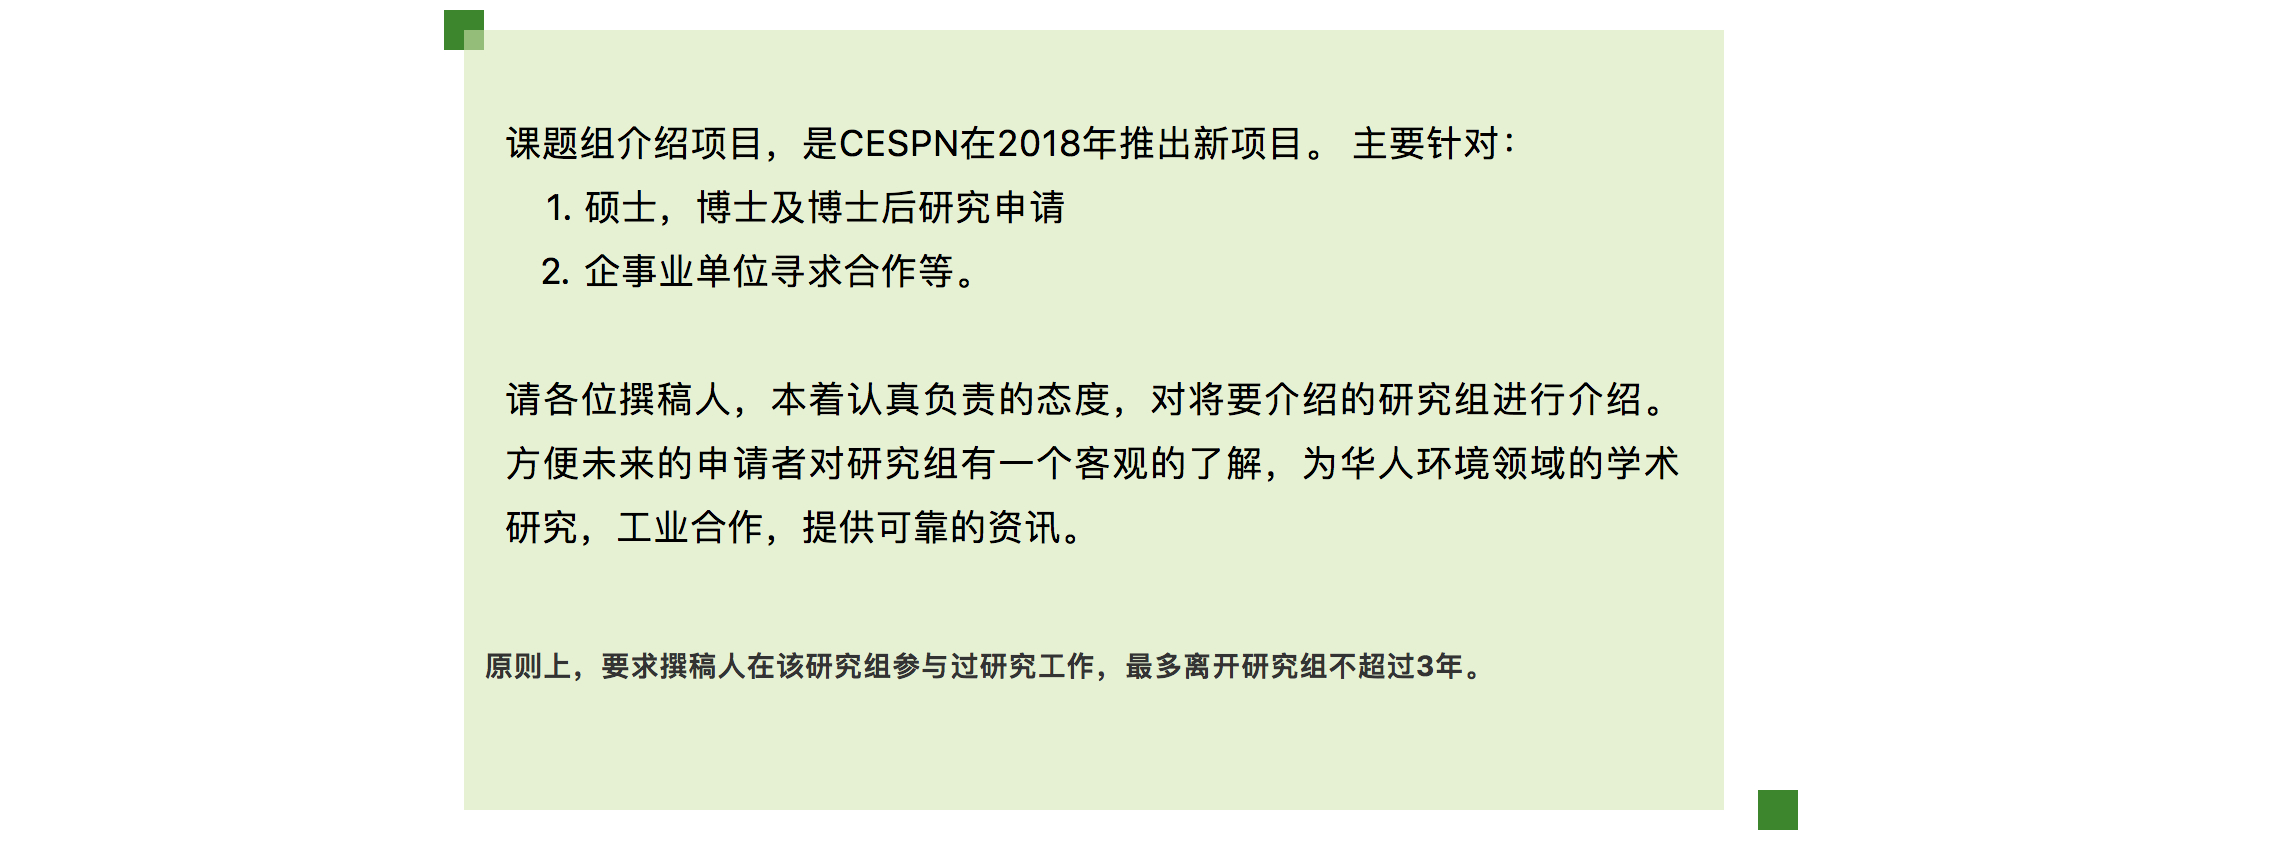 课题组介绍项目，是CESPN在2018年推出新项目。 主要针对：
1. 硕士，博士及博士后研究申请
2. 企事业单位寻求合作等。
请各位撰稿人，本着认真负责的态度，对将要介绍的研究组进行介绍。
方便未来的申请者对研究组有一个客观的了解，为华人环境领域的学术
研究，工业合作，提供可靠的资讯。
原则上，要求撰稿人在该研究组参与过研究工作，最多离开研究组不超过3年。